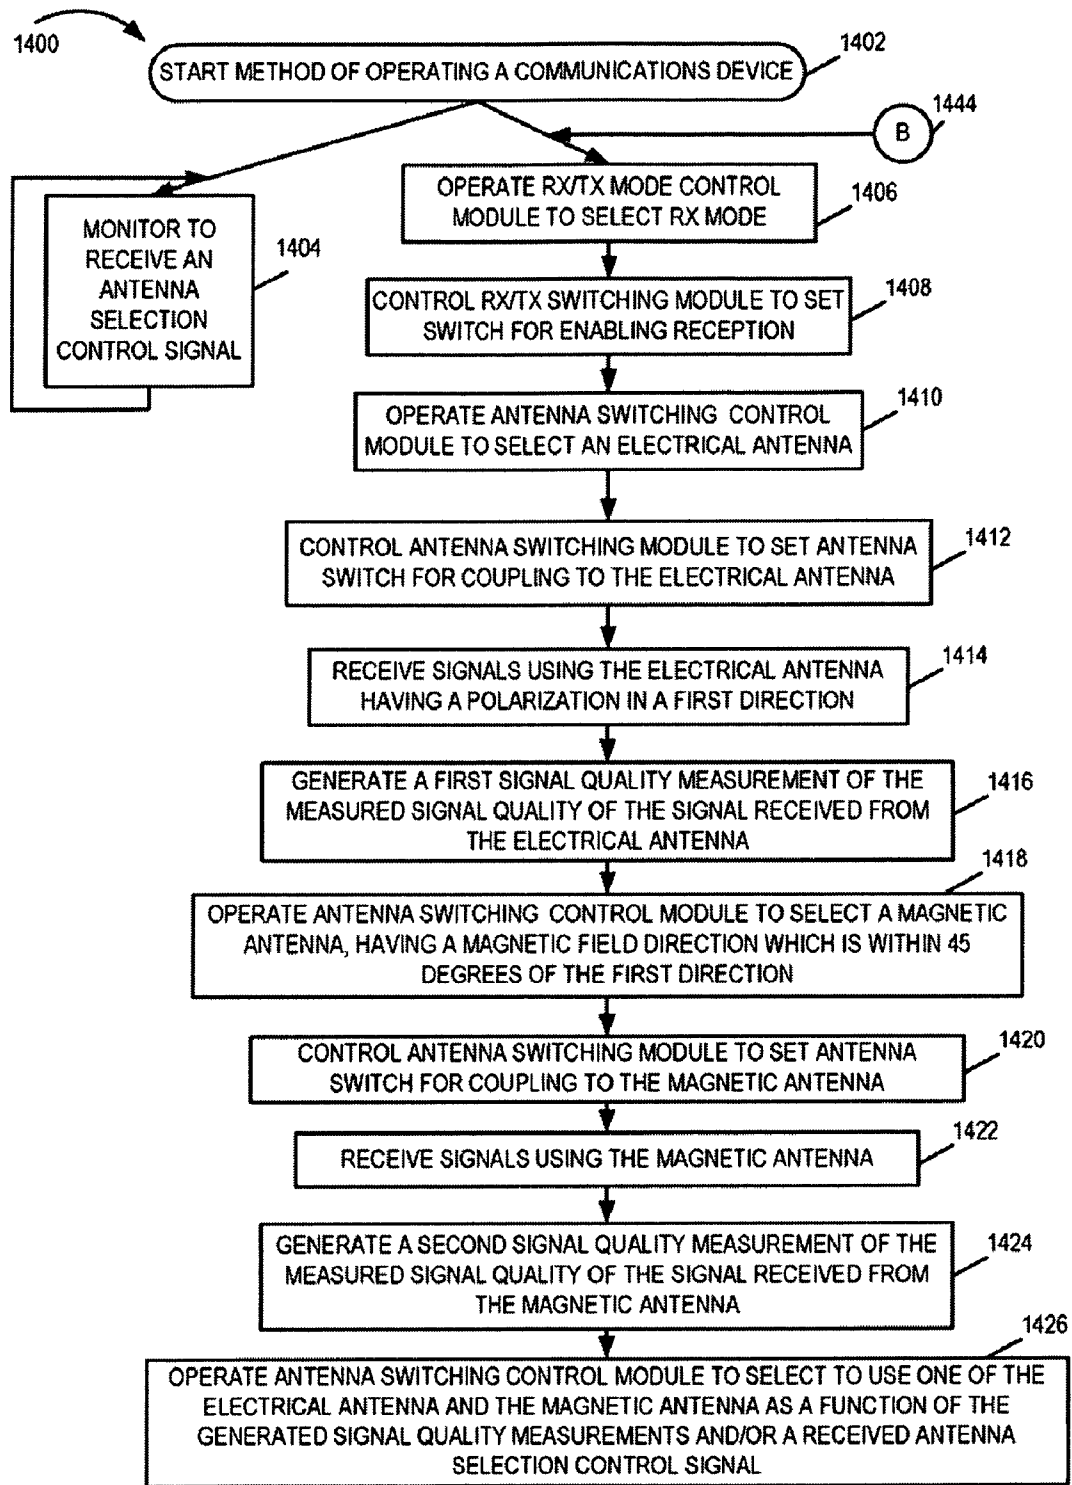 1400
START METHOD OF OPERATING A COMMUNICATIONS DEVICE
1402
B
1444
OPERATE RX/TX MODE CONTROL
MODULE TO SELECT RX MODE
1406
MONITOR TO
RECEIVE AN
ANTENNA
SELECTION
CONTROL SIGNAL
1404
CONTROL RX/TX SWITCHING MODULE TO SET
SWITCH FOR ENABLING RECEPTION
1408
OPERATE ANTENNA SWITCHING CONTROL
MODULE TO SELECT AN ELECTRICAL ANTENNA
1410
CONTROL ANTENNA SWITCHING MODULE TO SET ANTENNA
SWITCH FOR COUPLING TO THE ELECTRICAL ANTENNA
1412
RECEIVE SIGNALS USING THE ELECTRICAL ANTENNA
HAVING A POLARIZATION IN A FIRST DIRECTION
1414
GENERATE A FIRST SIGNAL QUALITY MEASUREMENT OF THE
MEASURED SIGNAL QUALITY OF THE SIGNAL RECEIVED FROM
THE ELECTRICAL ANTENNA
1416
OPERATE ANTENNA SWITCHING CONTROL MODULE TO SELECT A MAGNETIC
ANTENNA, HAVING A MAGNETIC FIELD DIRECTION WHICH IS WITHIN 45
DEGREES OF THE FIRST DIRECTION
1418
CONTROL ANTENNA SWITCHING MODULE TO SET ANTENNA
SWITCH FOR COUPLING TO THE MAGNETIC ANTENNA
1420
RECEIVE SIGNALS USING THE MAGNETIC ANTENNA
1422
GENERATE A SECOND SIGNAL QUALITY MEASUREMENT OF THE
MEASURED SIGNAL QUALITY OF THE SIGNAL RECEIVED FROM
THE MAGNETIC ANTENNA
1424
OPERATE ANTENNA SWITCHING CONTROL MODULE TO SELECT TO USE ONE OF THE
ELECTRICAL ANTENNA AND THE MAGNETIC ANTENNA AS A FUNCTION OF THE
GENERATED SIGNAL QUALITY MEASUREMENTS AND/OR A RECEIVED ANTENNA
SELECTION CONTROL SIGNAL
1426